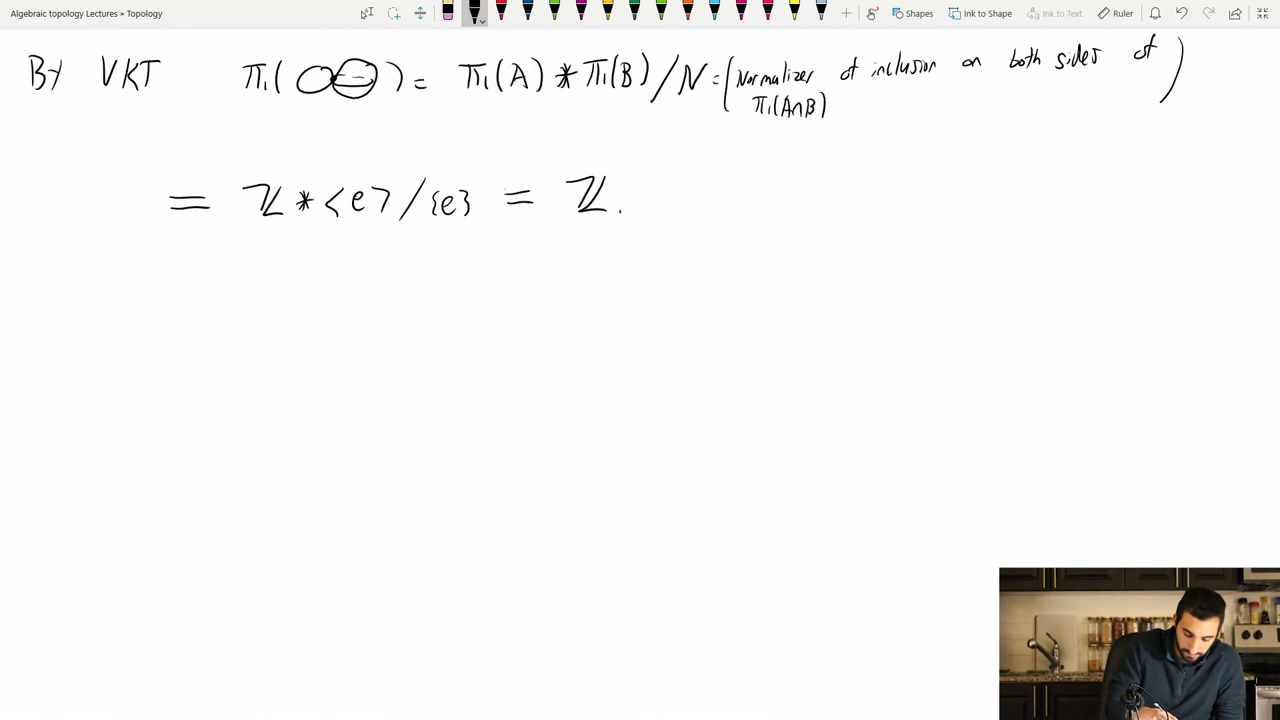 Algebraic topology Lectures » Topology
Shapes Ink to Shape Ink to Text Ruler
By VKT π₁( ) = π₁(A) * π₁(B) / N = (Normalizer of inclusion on both sides of )
π₁(A∩B)
= ℤ * <e> / {e} = ℤ.